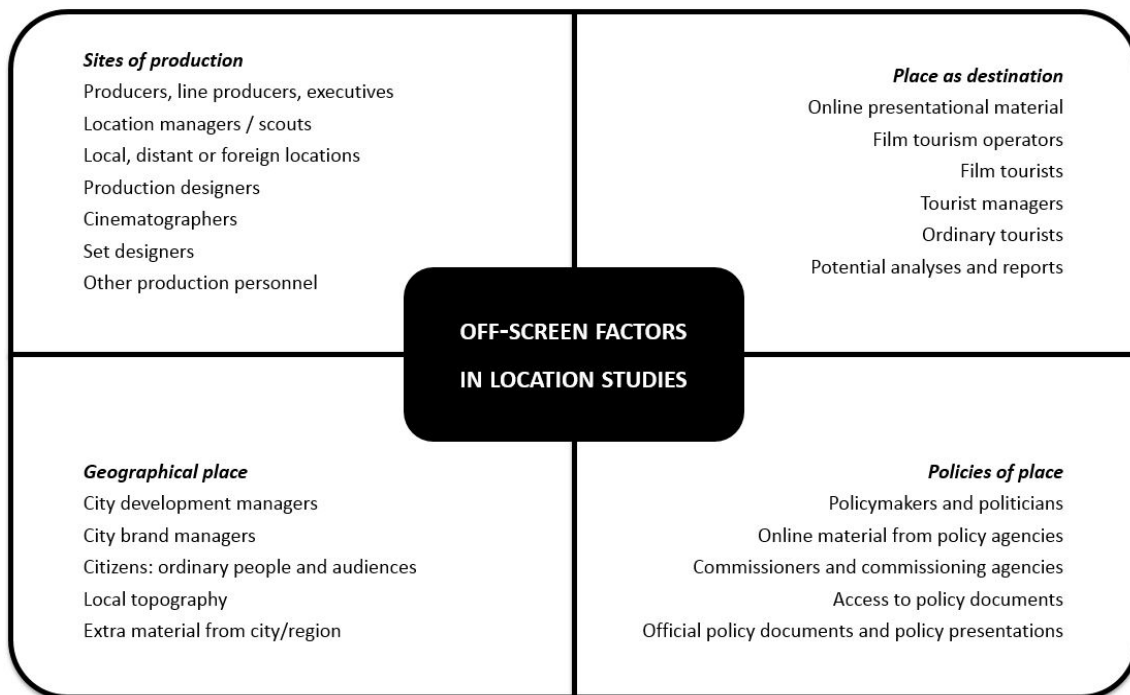 Sites of production
Producers, line producers, executives
Location managers / scouts
Local, distant or foreign locations
Production designers
Cinematographers
Set designers
Other production personnel
Place as destination
Online presentational material
Film tourism operators
Film tourists
Tourist managers
Ordinary tourists
Potential analyses and reports
OFF-SCREEN FACTORS
IN LOCATION STUDIES
Geographical place
City development managers
City brand managers
Citizens: ordinary people and audiences
Local topography
Extra material from city/region
Policies of place
Policymakers and politicians
Online material from policy agencies
Commissioners and commissioning agencies
Access to policy documents
Official policy documents and policy presentations